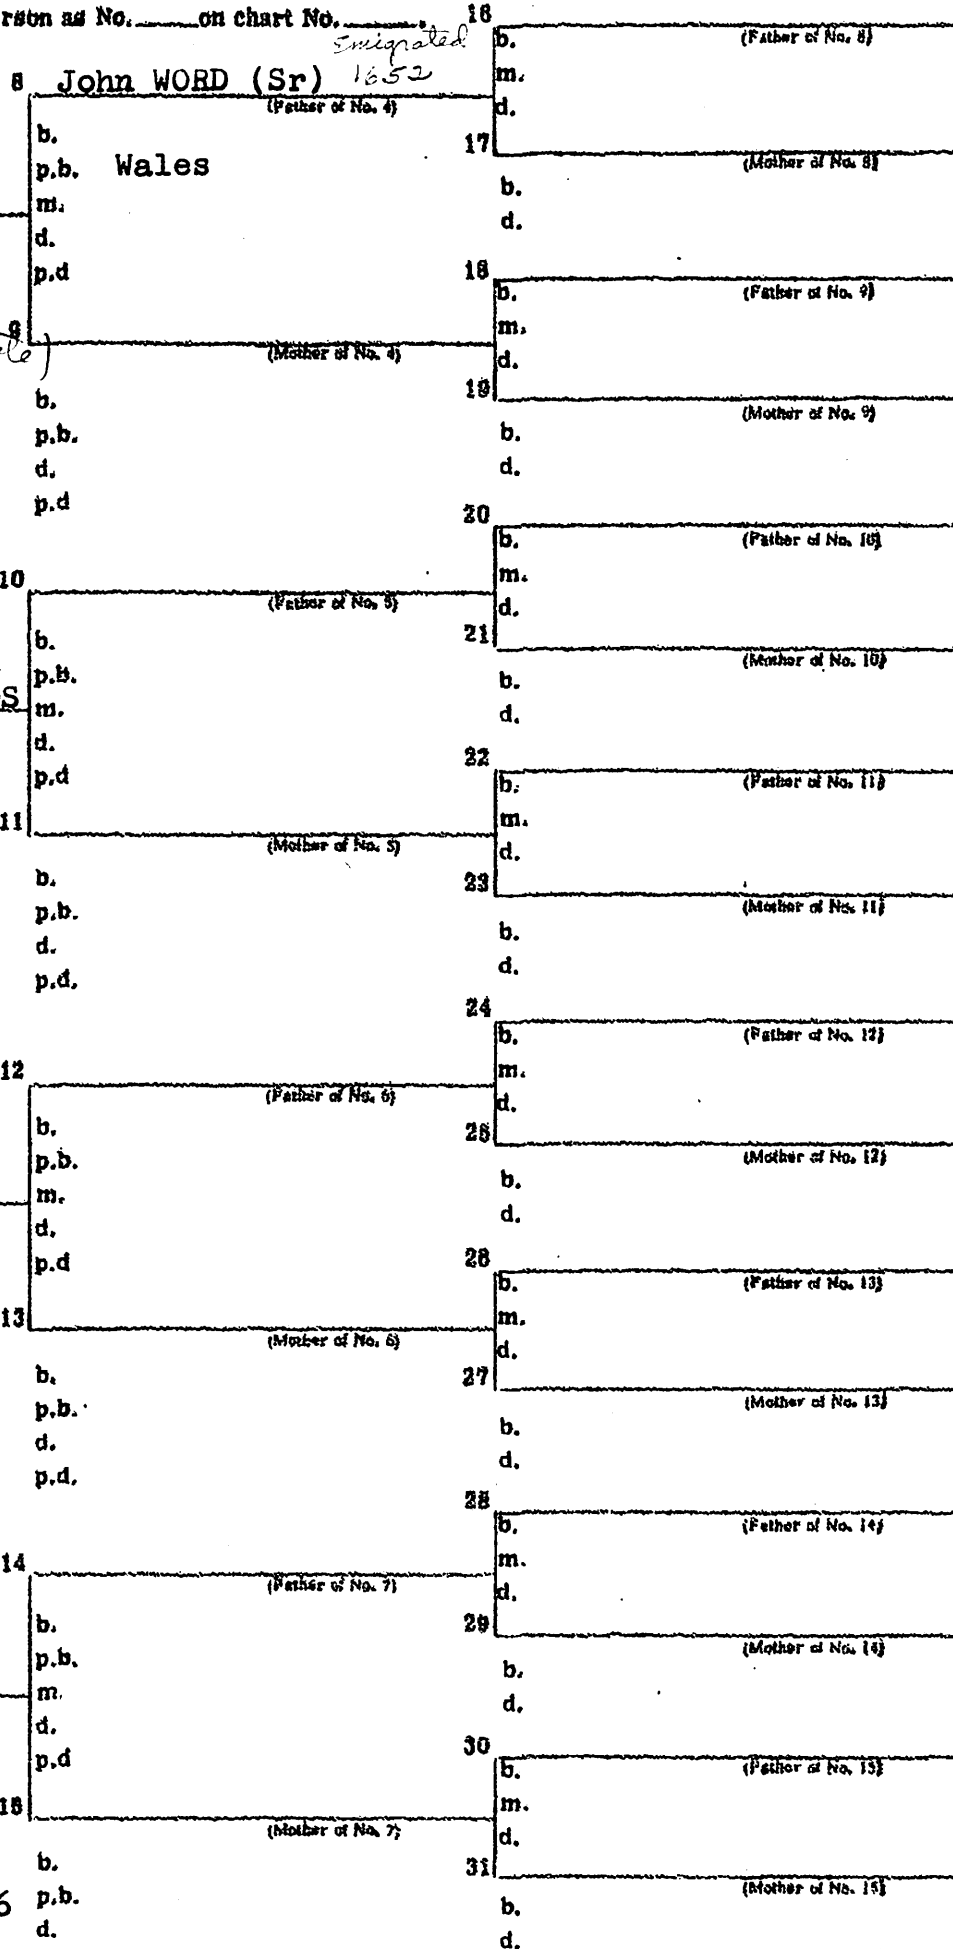 rson as No. on chart No.
Emigrated
1652
8 John WORD (Sr)
(Father of No. 4)
b.
p.b. Wales
m.
d.
p.d
9
(Mother of No. 4)
b.
p.b.
d.
p.d
10
(Father of No. 5)
b.
p.b.
S
m.
d.
p.d
11
(Mother of No. 5)
b.
p.b.
d.
p.d.
12
(Father of No. 6)
b.
p.b.
m.
d.
p.d
13
(Mother of No. 6)
b.
p.b.
d.
p.d.
14
(Father of No. 7)
b.
p.b.
m.
d.
p.d
15
(Mother of No. 7)
b.
6 p.b.
d.
16
(Father of No. 8)
b.
m.
d.
17
(Mother of No. 8)
b.
d.
18
(Father of No. 9)
b.
m.
d.
19
(Mother of No. 9)
b.
d.
20
(Father of No. 10)
b.
m.
d.
21
(Mother of No. 10)
b.
d.
22
(Father of No. 11)
b.
m.
d.
23
(Mother of No. 11)
b.
d.
24
(Father of No. 12)
b.
m.
d.
25
(Mother of No. 12)
b.
d.
26
(Father of No. 13)
b.
m.
d.
27
(Mother of No. 13)
b.
d.
28
(Father of No. 14)
b.
m.
d.
29
(Mother of No. 14)
b.
d.
30
(Father of No. 15)
b.
m.
d.
31
(Mother of No. 15)
b.
d.